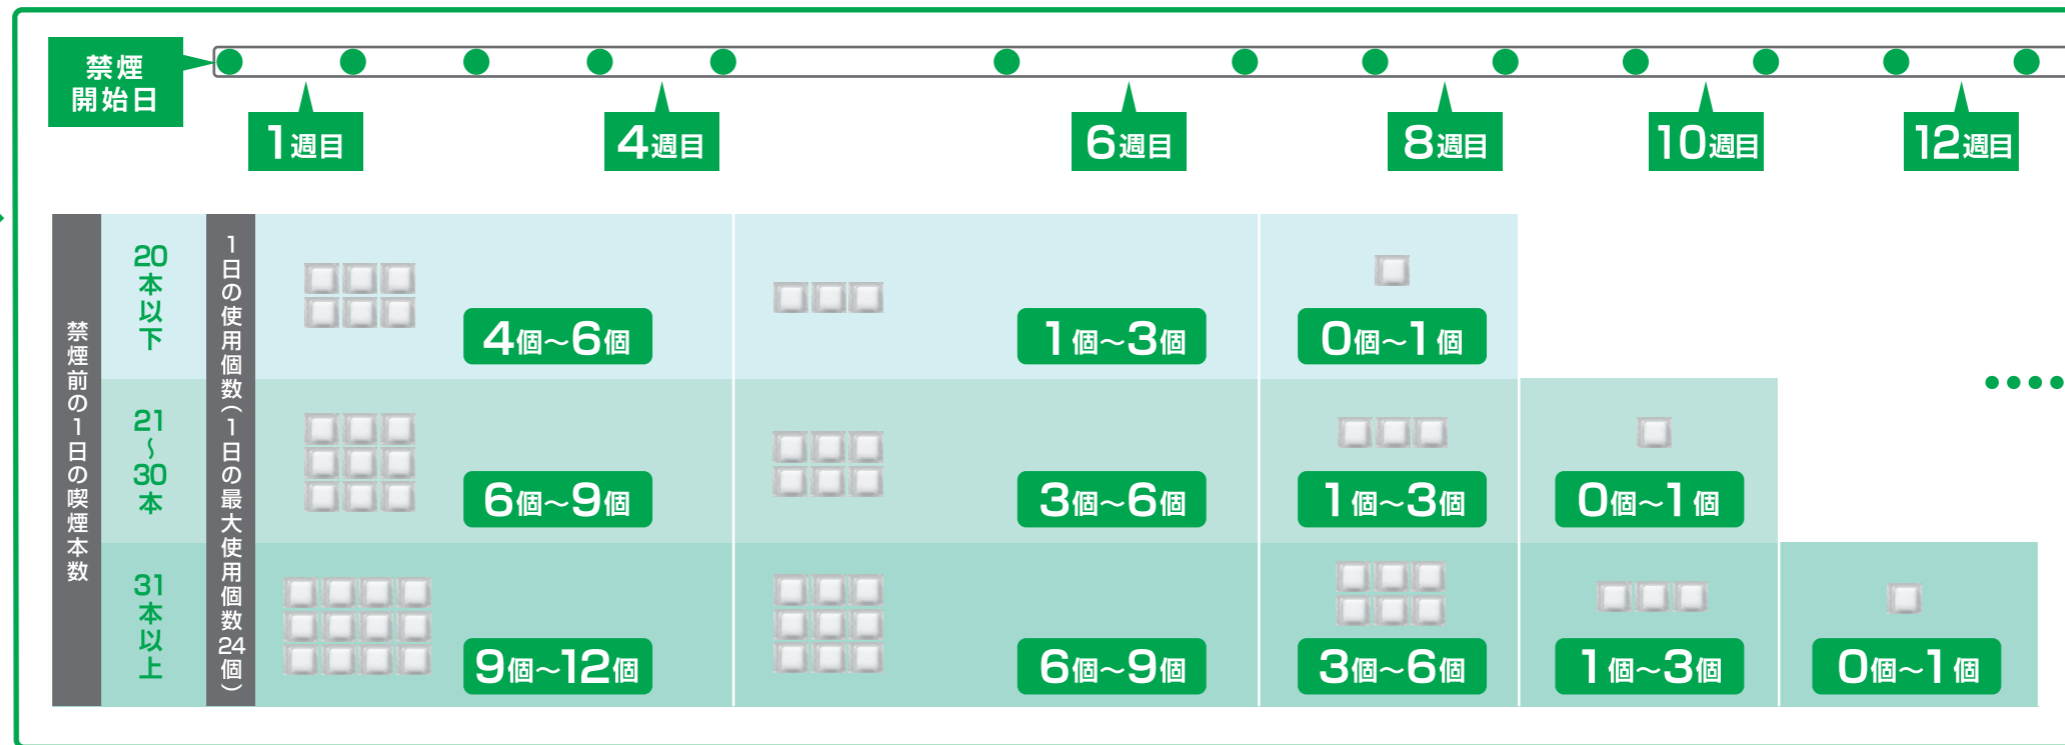 禁煙
開始日
1週目
4週目
6週目
8週目
10週目
12週目
禁煙前の1日の喫煙本数
1日の使用個数(1日の最大使用個数24個)
20本以下
4個〜6個
1個〜3個
0個〜1個
21〜30本
6個〜9個
3個〜6個
1個〜3個
0個〜1個
31本以上
9個〜12個
6個〜9個
3個〜6個
1個〜3個
0個〜1個